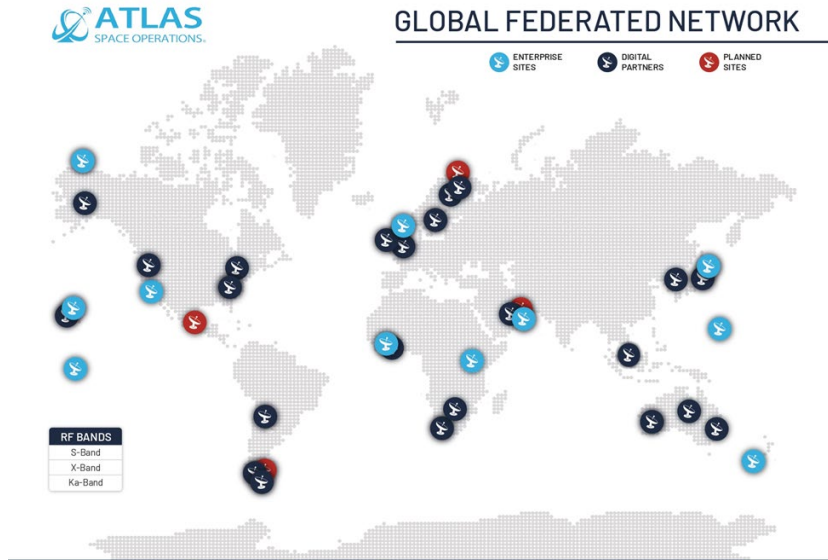 ATLAS
SPACE OPERATIONS®
GLOBAL FEDERATED NETWORK
ENTERPRISE
SITES
DIGITAL
PARTNERS
PLANNED
SITES
RF BANDS
S-Band
X-Band
Ka-Band